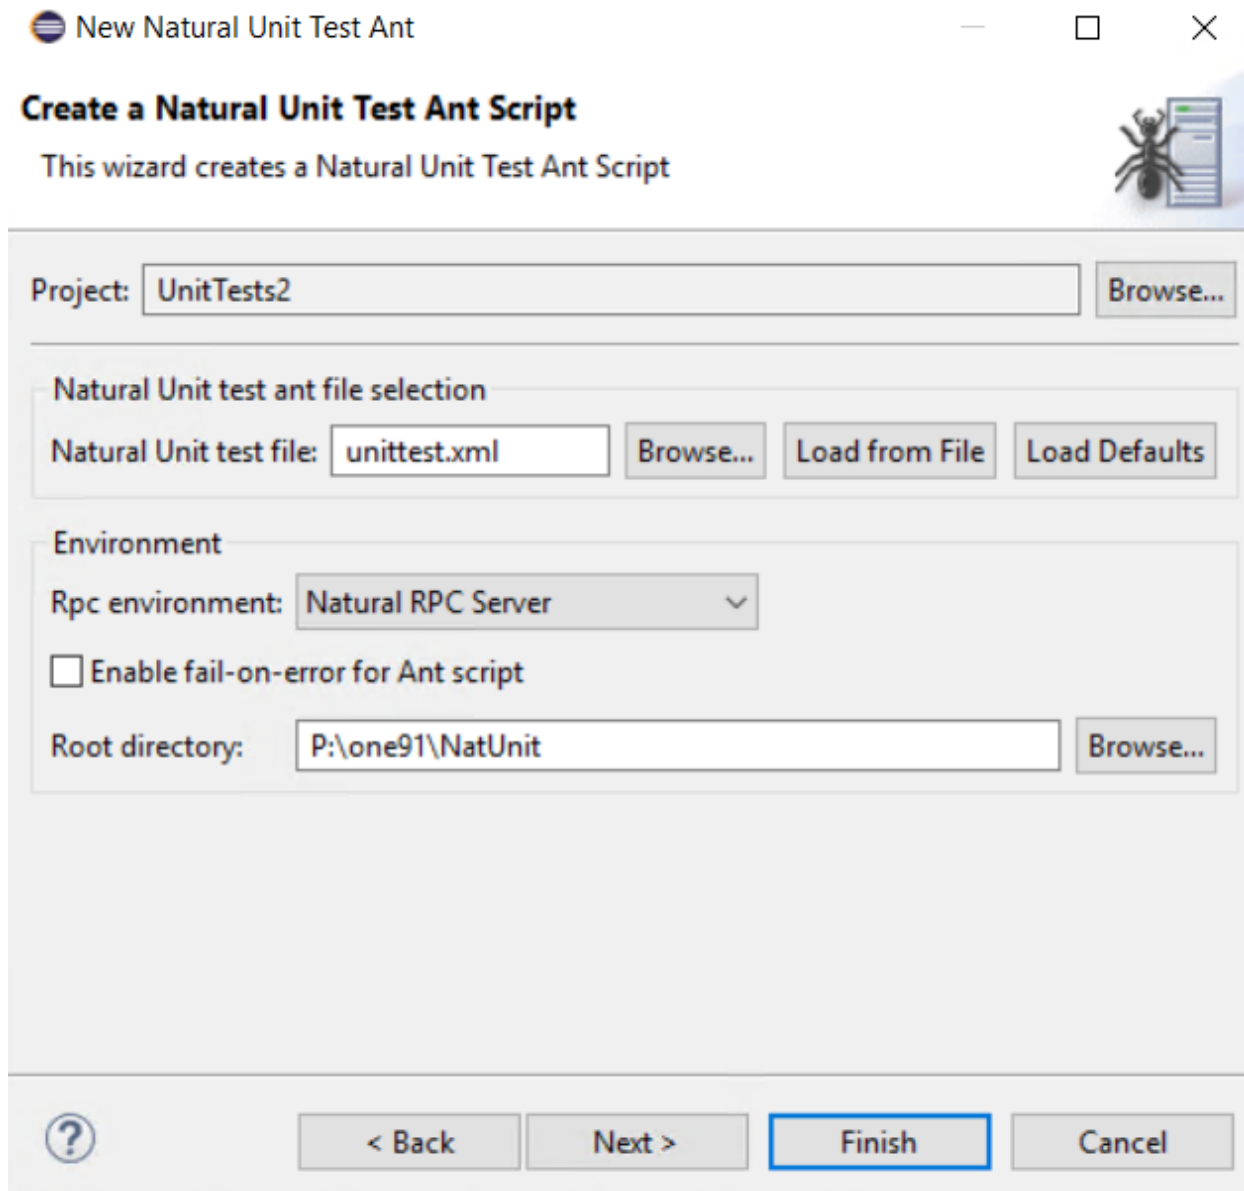 New Natural Unit Test Ant
Create a Natural Unit Test Ant Script
This wizard creates a Natural Unit Test Ant Script
Project: UnitTests2 Browse...
Natural Unit test ant file selection
Natural Unit test file: unittest.xml Browse... Load from File Load Defaults
Environment
Rpc environment: Natural RPC Server
Enable fail-on-error for Ant script
Root directory: P:\one91\NatUnit Browse...
? < Back Next > Finish Cancel